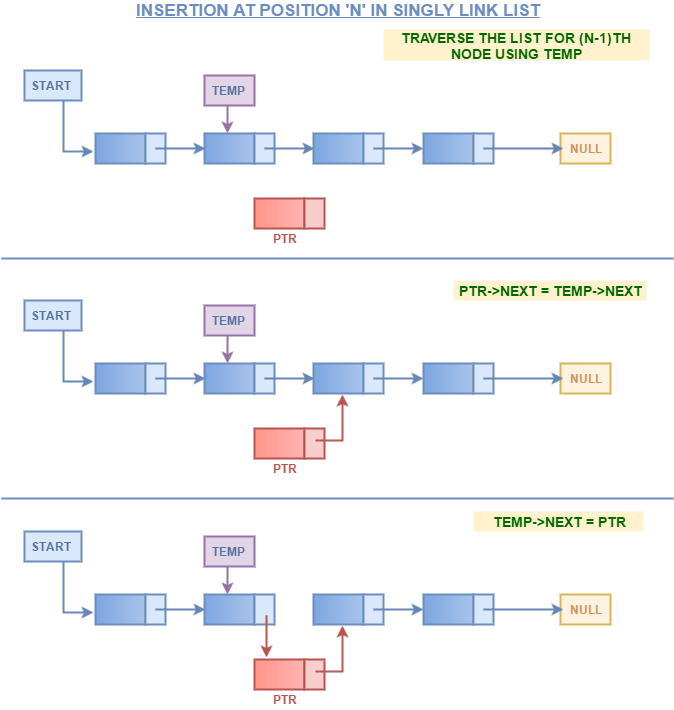 INSERTION AT POSITION 'N' IN SINGLY LINK LIST
TRAVERSE THE LIST FOR (N-1)TH
NODE USING TEMP
START
TEMP
NULL
PTR
PTR->NEXT = TEMP->NEXT
START
TEMP
NULL
PTR
TEMP->NEXT = PTR
START
TEMP
NULL
PTR